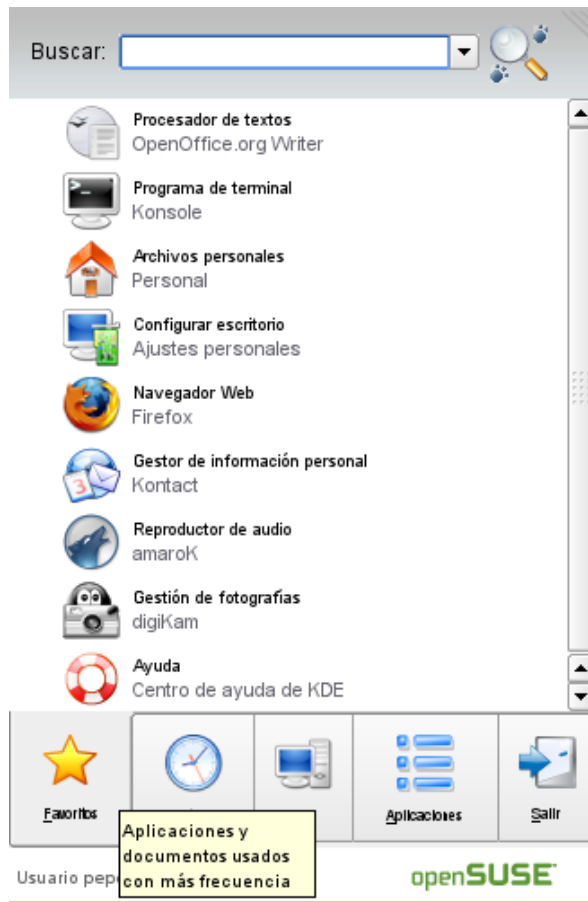 Buscar:
Procesador de textos
OpenOffice.org Writer
Programa de terminal
Konsole
Archivos personales
Personal
Configurar escritorio
Ajustes personales
Navegador Web
Firefox
Gestor de información personal
Kontact
Reproductor de audio
amaroK
Gestión de fotografías
digiKam
Ayuda
Centro de ayuda de KDE
Favoritos
Aplicaciones
Salir
Aplicaciones y
documentos usados
con más frecuencia
Usuario pep
openSUSE